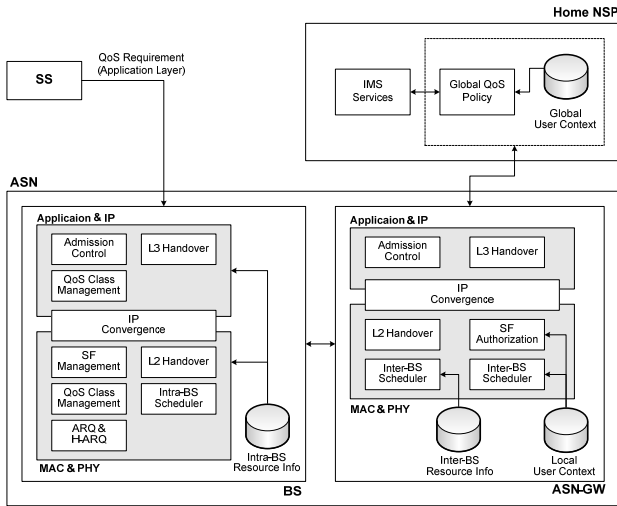 Home NSP
SS
QoS Requirement
(Application Layer)
IMS
Services
Global QoS
Policy
Global
User Context
ASN
Applicaion & IP
Admission
Control
L3 Handover
QoS Class
Management
IP
Convergence
SF
Management
L2 Handover
QoS Class
Management
Intra-BS
Scheduler
ARQ &
H-ARQ
MAC & PHY
Intra-BS
Resource Info
BS
Applicaion & IP
Admission
Control
L3 Handover
IP
Convergence
L2 Handover
SF
Authorization
Inter-BS
Scheduler
Inter-BS
Scheduler
MAC & PHY
Inter-BS
Resource Info
Local
User Context
ASN-GW